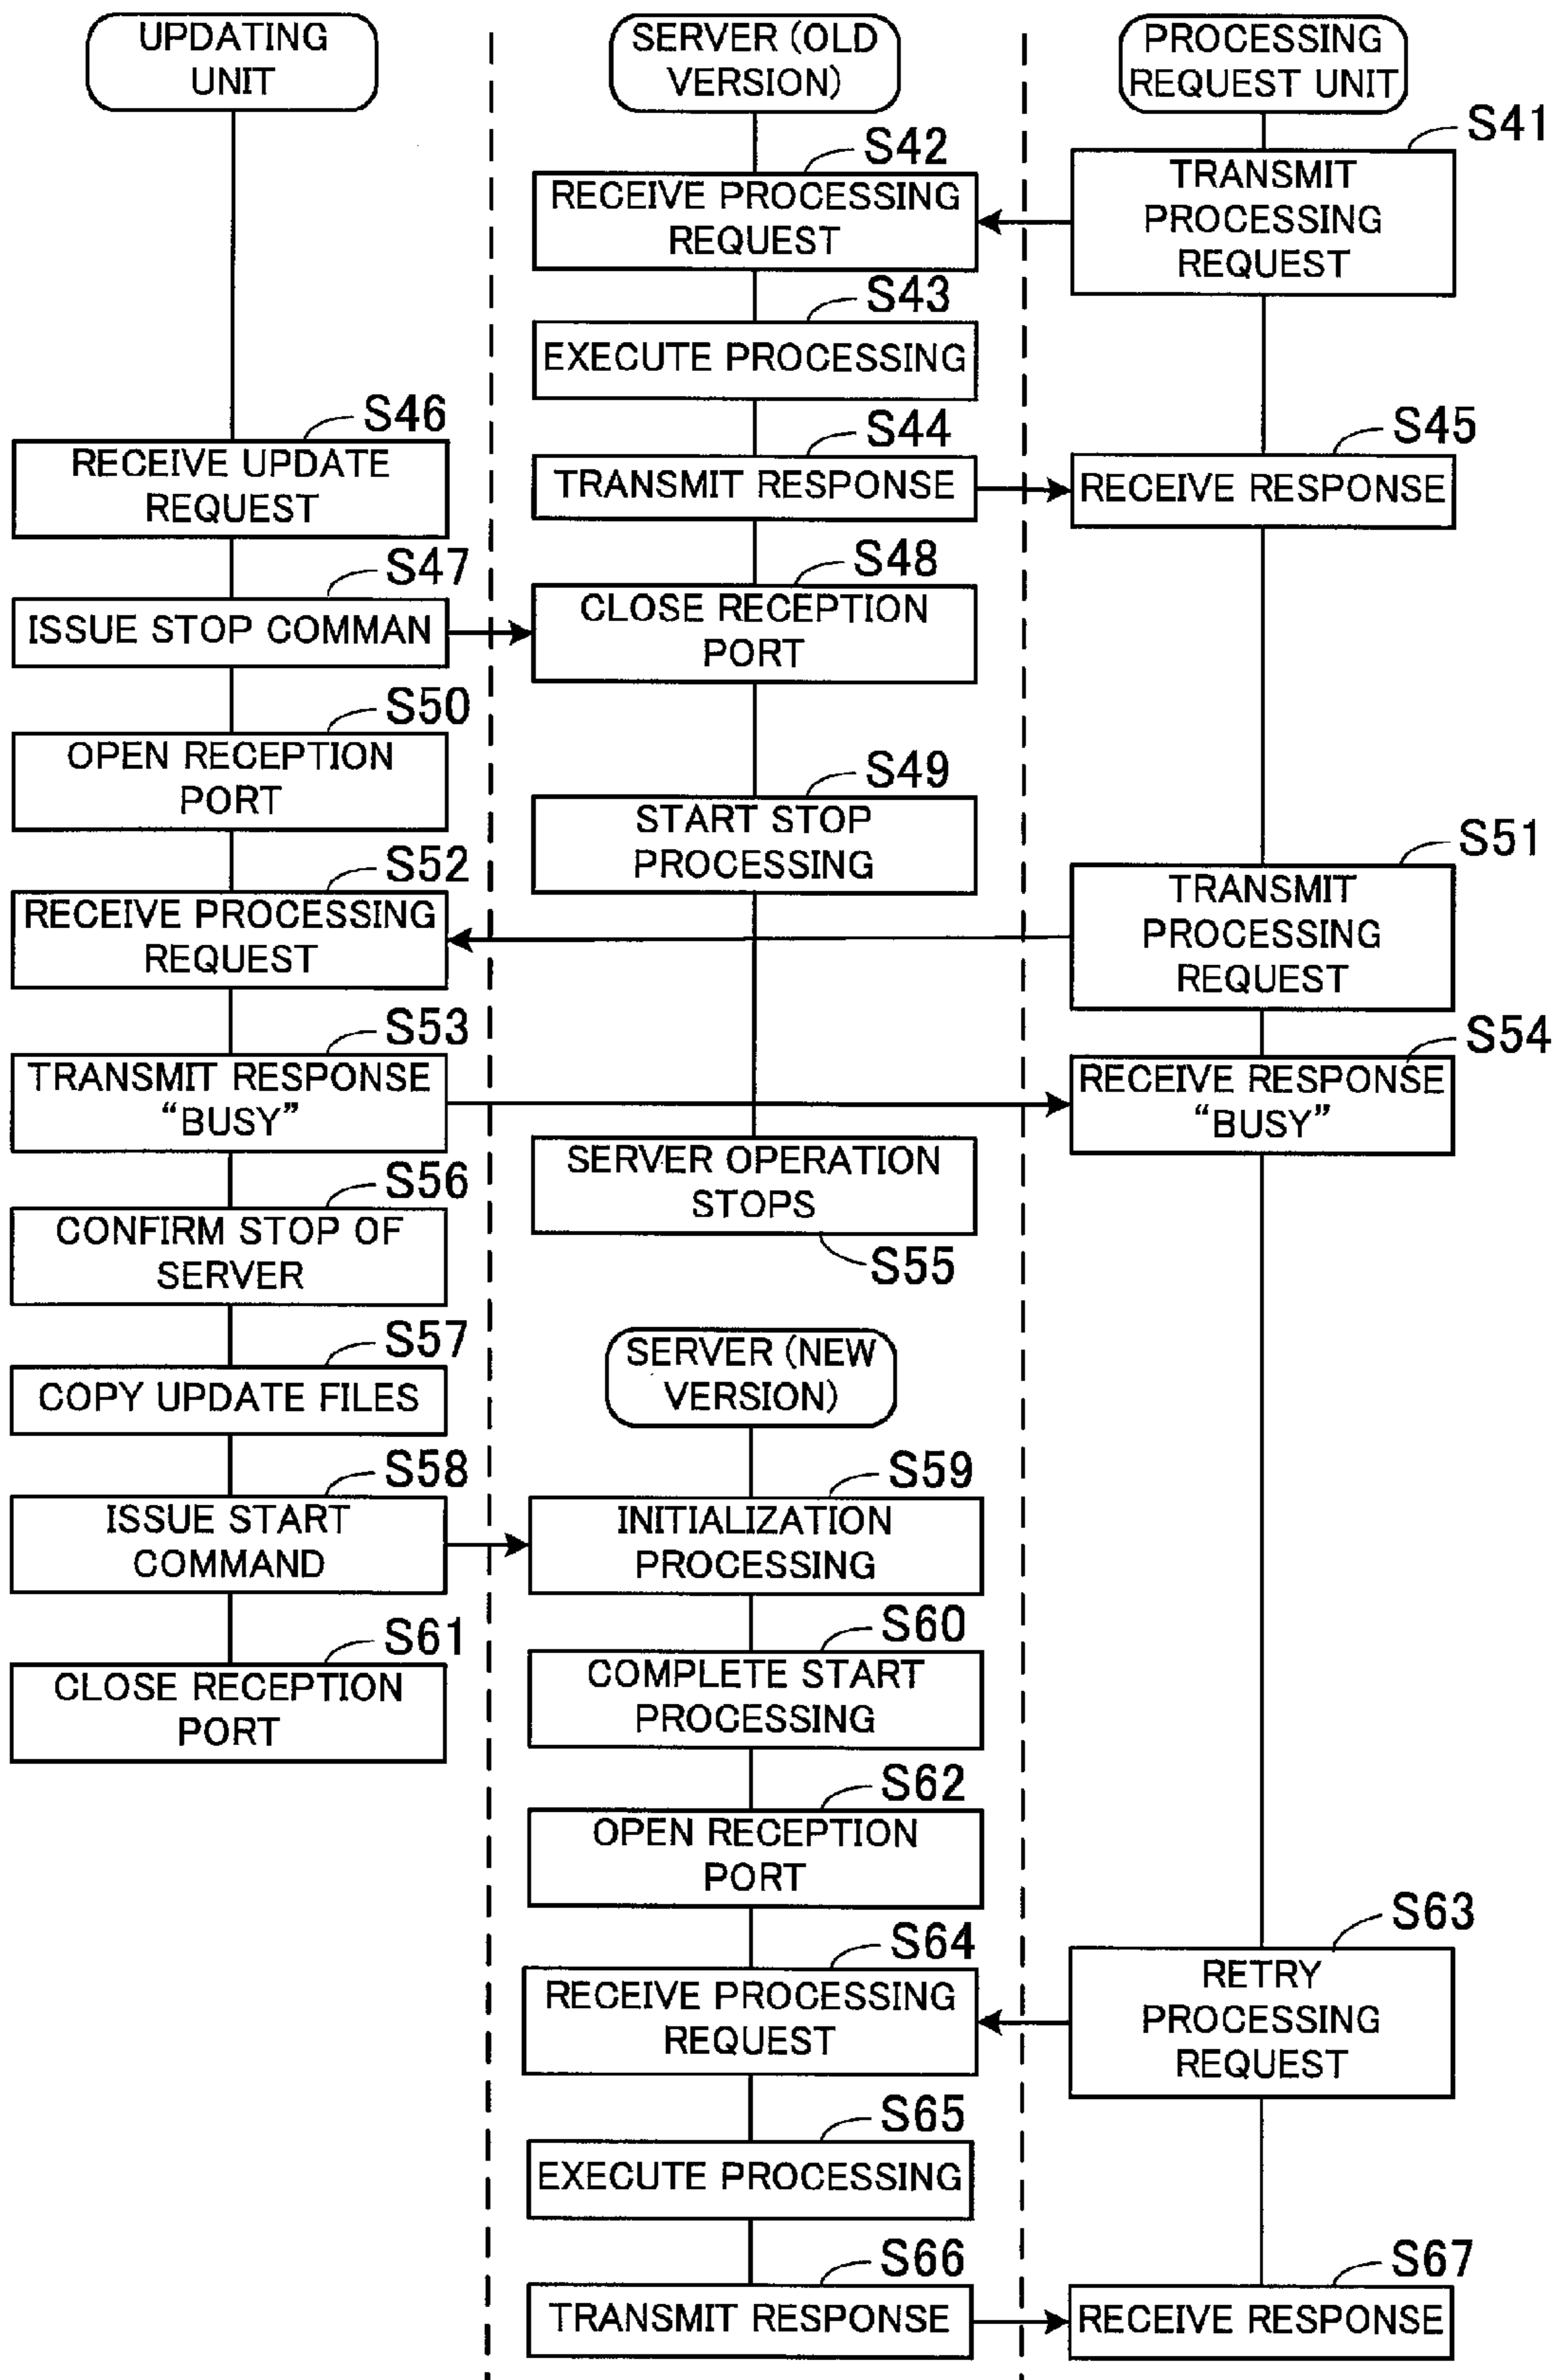 UPDATING
UNIT
SERVER (OLD
VERSION)
PROCESSING
REQUEST UNIT
S41
TRANSMIT
PROCESSING
REQUEST
S42
RECEIVE PROCESSING
REQUEST
S43
EXECUTE PROCESSING
S44
TRANSMIT RESPONSE
S45
RECEIVE RESPONSE
S46
RECEIVE UPDATE
REQUEST
S47
ISSUE STOP COMMAN
S48
CLOSE RECEPTION
PORT
S49
START STOP
PROCESSING
S50
OPEN RECEPTION
PORT
S51
TRANSMIT
PROCESSING
REQUEST
S52
RECEIVE PROCESSING
REQUEST
S53
TRANSMIT RESPONSE
“BUSY”
S54
RECEIVE RESPONSE
“BUSY”
SERVER OPERATION
STOPS
S55
S56
CONFIRM STOP OF
SERVER
S57
COPY UPDATE FILES
SERVER (NEW
VERSION)
S58
ISSUE START
COMMAND
S59
INITIALIZATION
PROCESSING
S60
COMPLETE START
PROCESSING
S61
CLOSE RECEPTION
PORT
S62
OPEN RECEPTION
PORT
S63
RETRY
PROCESSING
REQUEST
S64
RECEIVE PROCESSING
REQUEST
S65
EXECUTE PROCESSING
S66
TRANSMIT RESPONSE
S67
RECEIVE RESPONSE